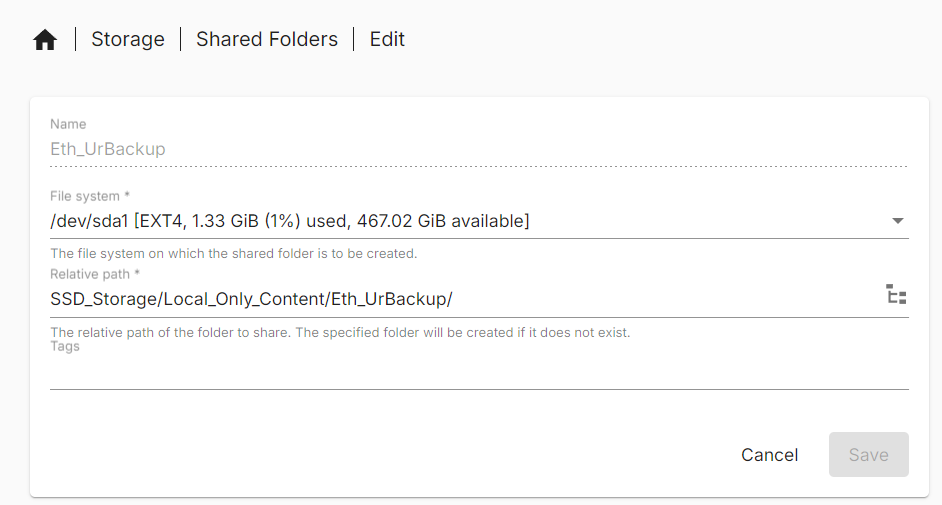 Storage | Shared Folders | Edit
Name
Eth_UrBackup
File system *
/dev/sda1 [EXT4, 1.33 GiB (1%) used, 467.02 GiB available]
The file system on which the shared folder is to be created.
Relative path *
SSD_Storage/Local_Only_Content/Eth_UrBackup/
The relative path of the folder to share. The specified folder will be created if it does not exist.
Tags
Cancel Save